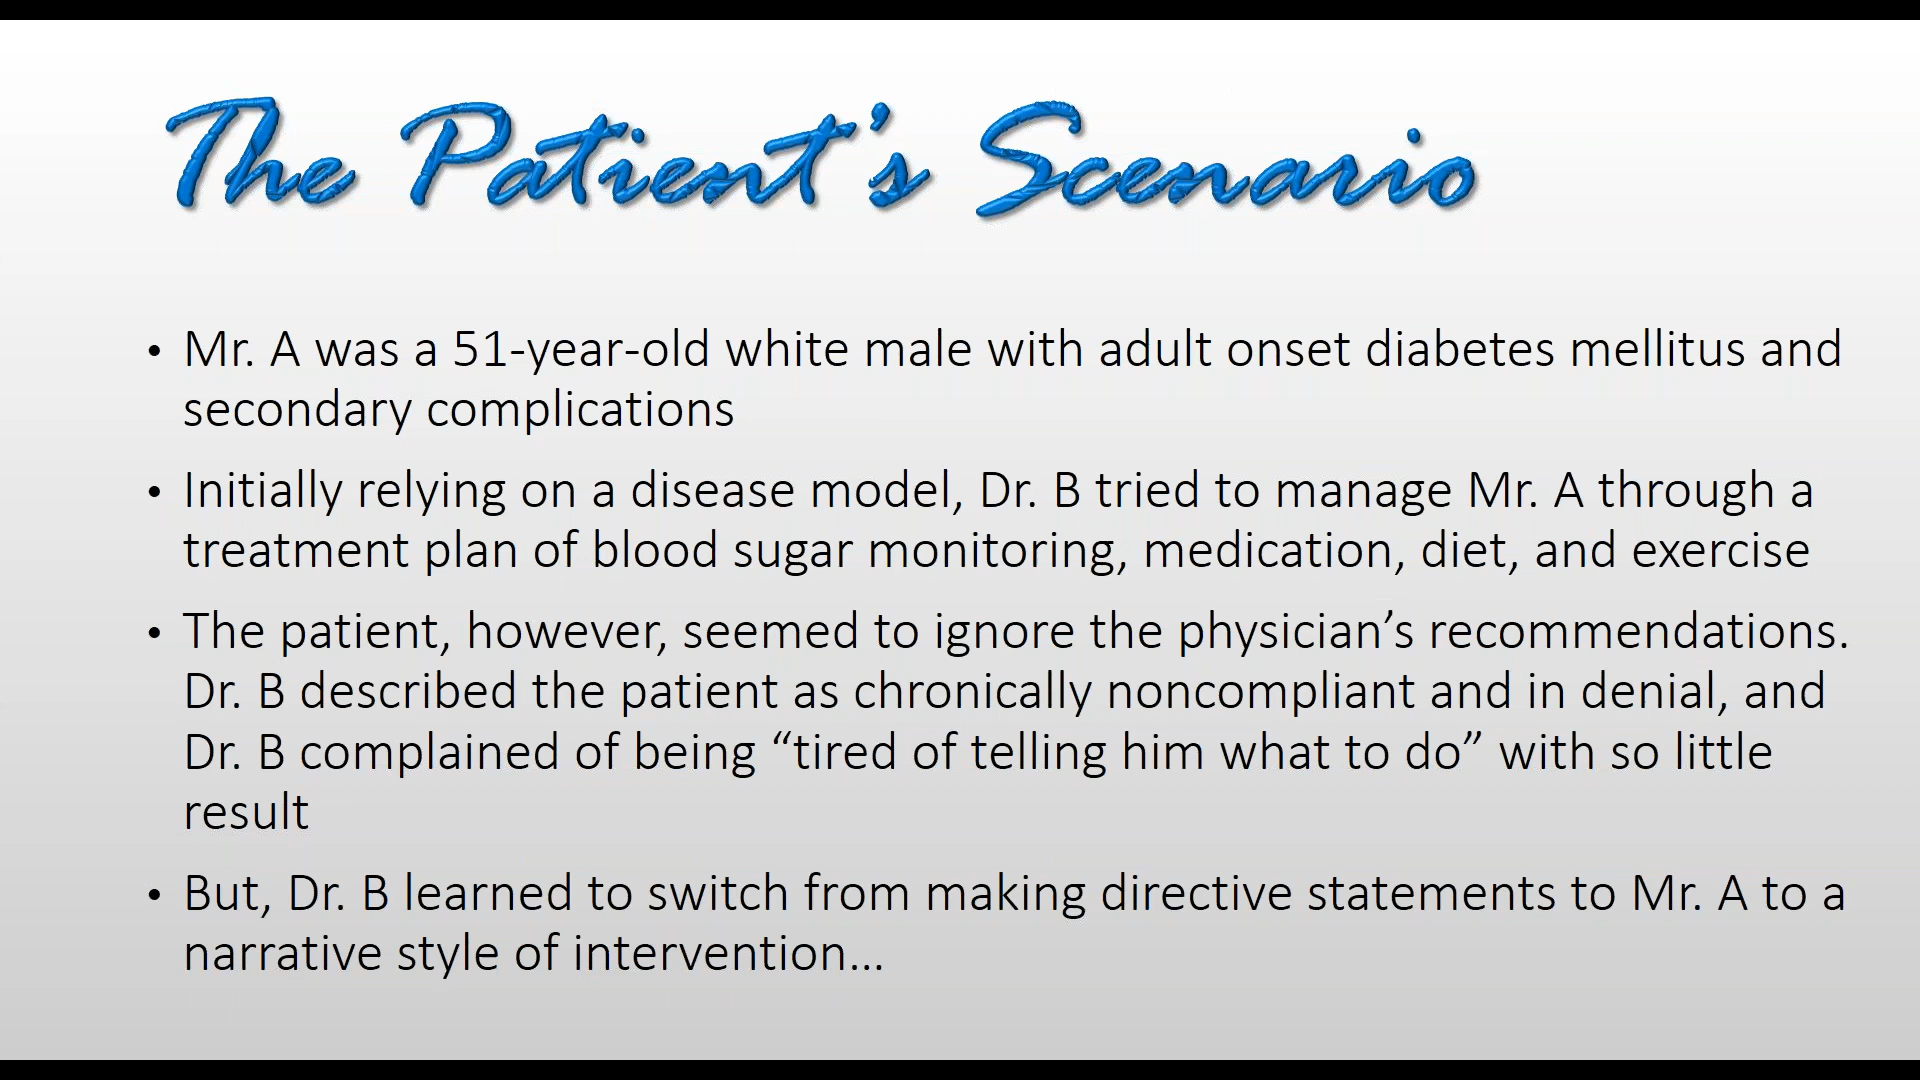 The Patient’s Scenario
• Mr. A was a 51-year-old white male with adult onset diabetes mellitus and
secondary complications
• Initially relying on a disease model, Dr. B tried to manage Mr. A through a
treatment plan of blood sugar monitoring, medication, diet, and exercise
• The patient, however, seemed to ignore the physician’s recommendations.
Dr. B described the patient as chronically noncompliant and in denial, and
Dr. B complained of being “tired of telling him what to do” with so little
result
• But, Dr. B learned to switch from making directive statements to Mr. A to a
narrative style of intervention…